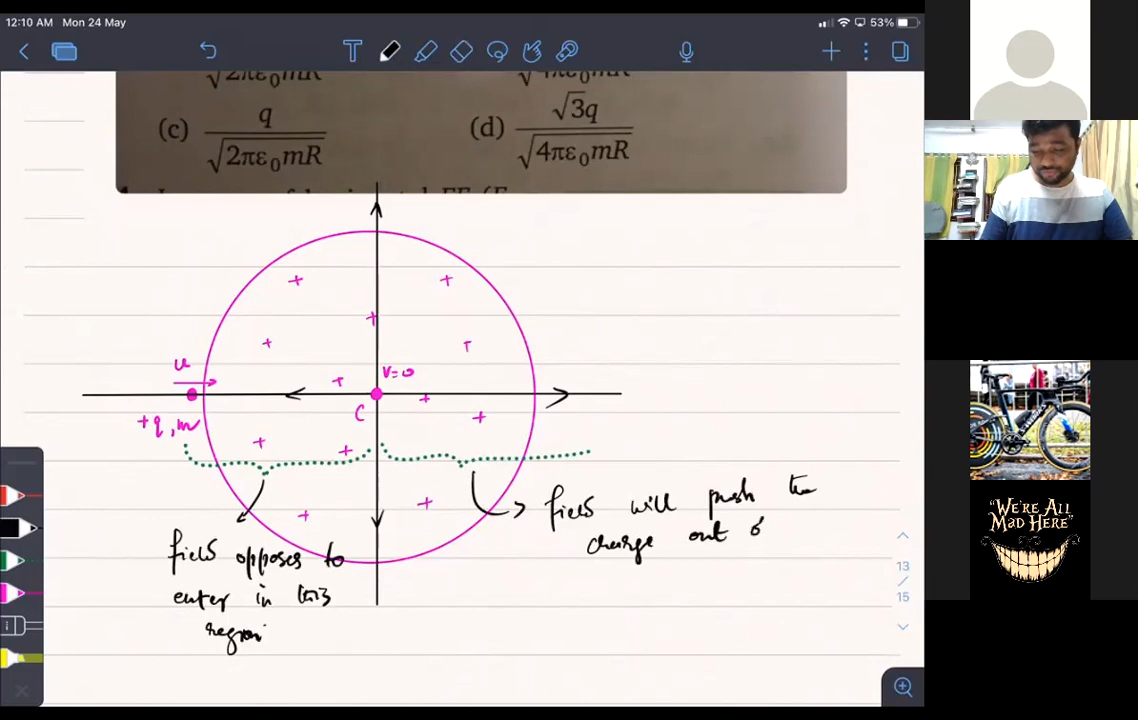 12:10 AM Mon 24 May
53%
T
√2πε₀mR
(c) q / √2πε₀mR
(d) √3q / √4πε₀mR
u
V=0
C
+q, m
field will push the
charge out of
field opposes to
enter in this
region
13
/
15
"WE'RE ALL
MAD HERE"